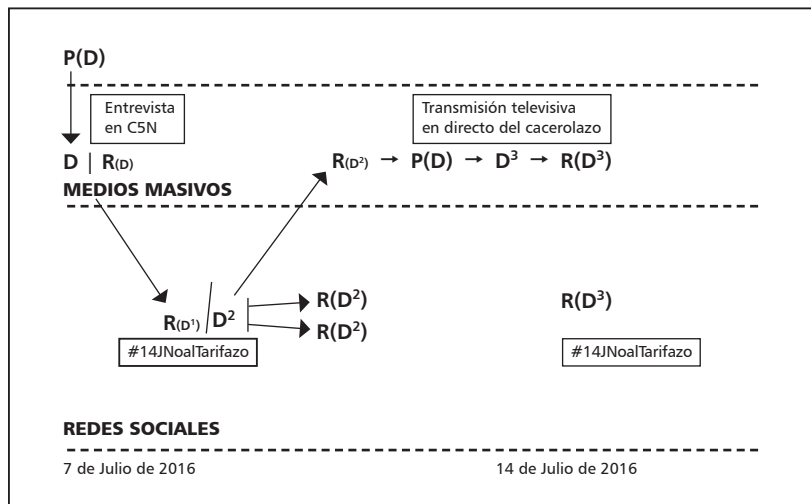 P(D)
Entrevista
en C5N
Transmisión televisiva
en directo del cacerolazo
D | R(D)
R(D²) → P(D) → D³ → R(D³)
MEDIOS MASIVOS
R(D¹) / D²
R(D²)
R(D²)
R(D³)
#14JNoalTarifazo
#14JNoalTarifazo
REDES SOCIALES
7 de Julio de 2016
14 de Julio de 2016